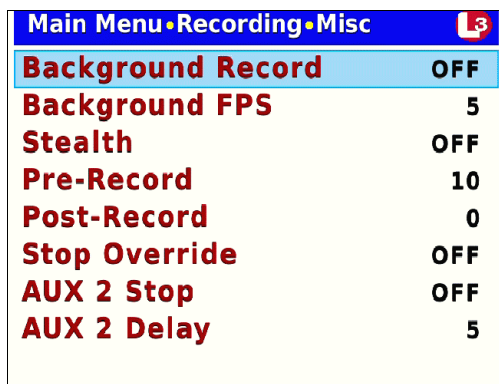 Main Menu•Recording•Misc L3
Background Record OFF
Background FPS 5
Stealth OFF
Pre-Record 10
Post-Record 0
Stop Override OFF
AUX 2 Stop OFF
AUX 2 Delay 5